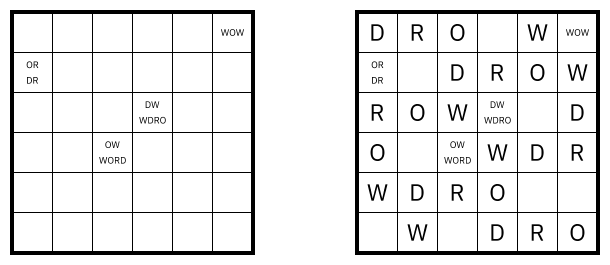 WOW
OR
DR
DW
WDRO
OW
WORD
D R O W WOW
OR
DR
D R O W
R O W
DW
WDRO
D
O
OW
WORD
W D R
W D R O
W D R O